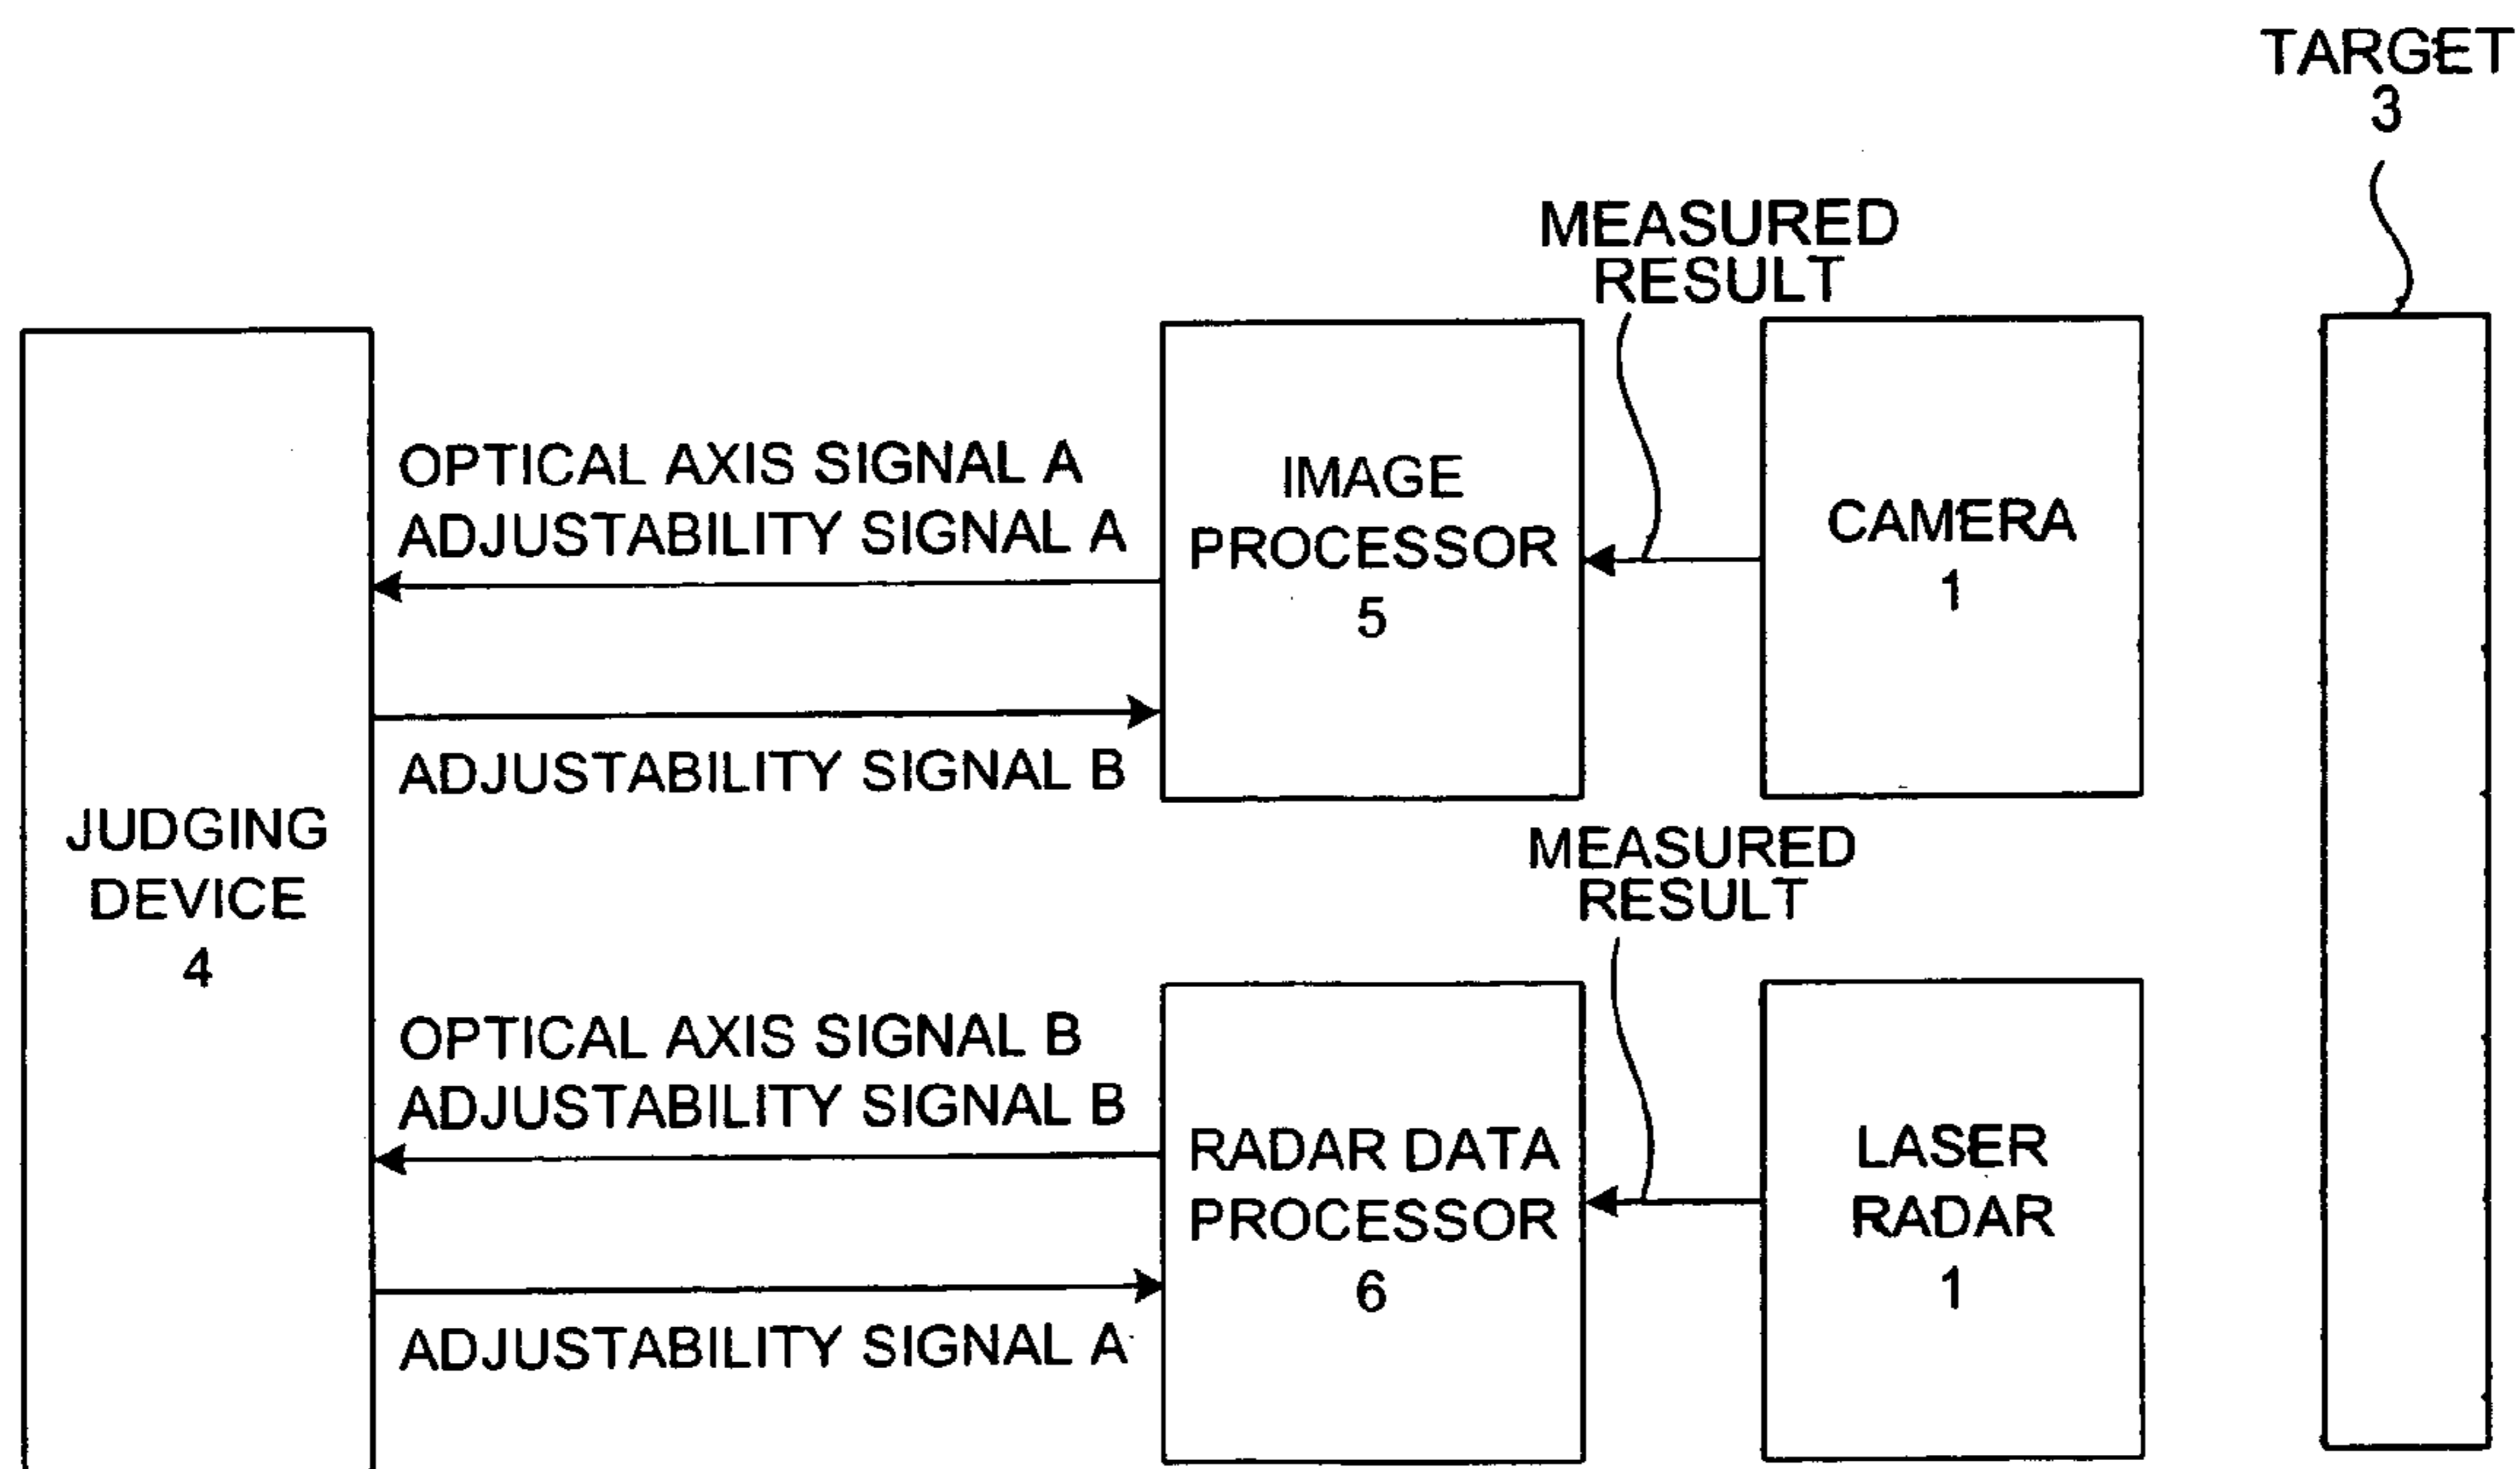 TARGET
3
MEASURED
RESULT
OPTICAL AXIS SIGNAL A
ADJUSTABILITY SIGNAL A
IMAGE
PROCESSOR
5
CAMERA
1
ADJUSTABILITY SIGNAL B
JUDGING
DEVICE
4
MEASURED
RESULT
OPTICAL AXIS SIGNAL B
ADJUSTABILITY SIGNAL B
RADAR DATA
PROCESSOR
6
LASER
RADAR
1
ADJUSTABILITY SIGNAL A